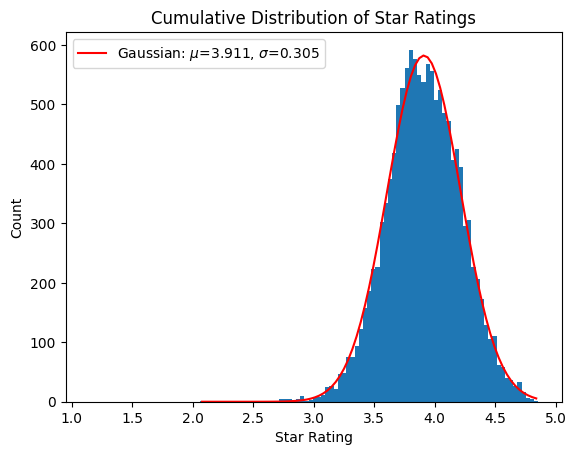 Cumulative Distribution of Star Ratings
Gaussian: μ=3.911, σ=0.305
600
500
400
300
200
100
0
Count
1.0 1.5 2.0 2.5 3.0 3.5 4.0 4.5 5.0
Star Rating